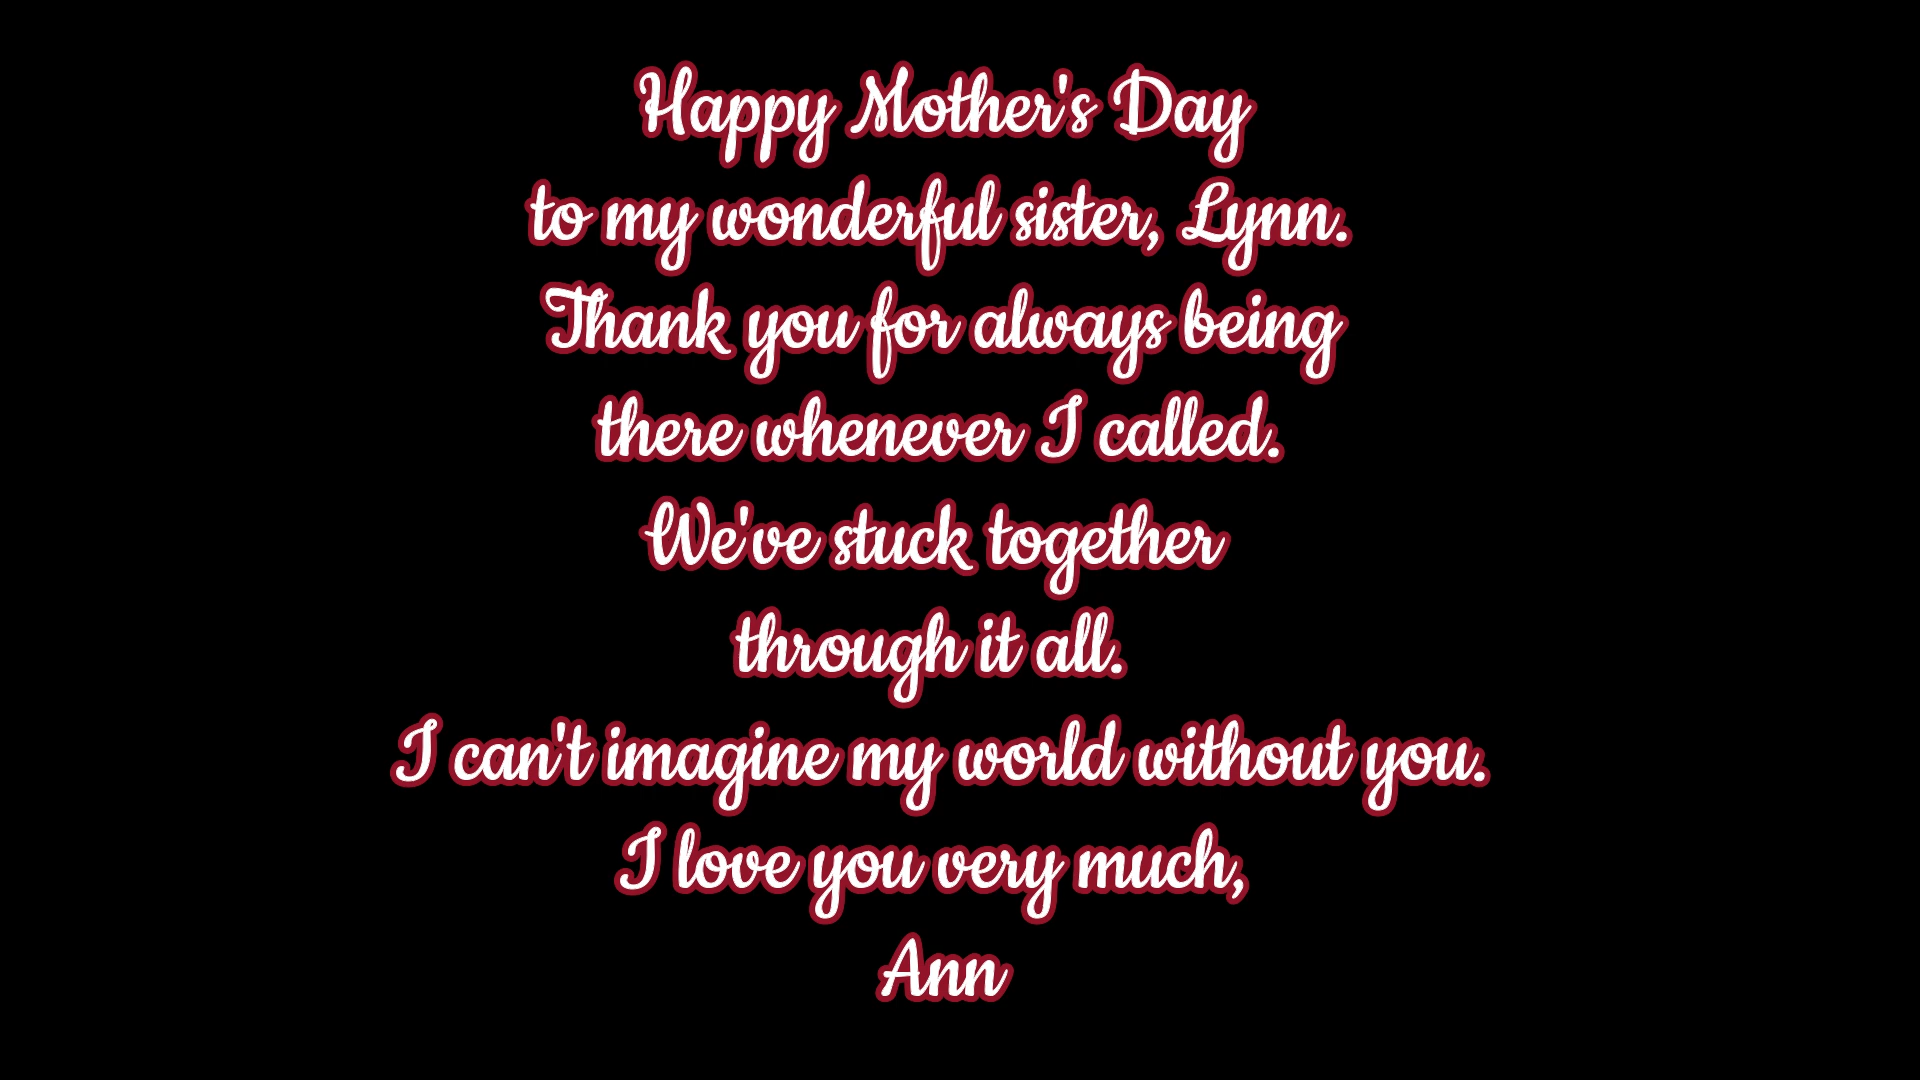 Happy Mother's Day
to my wonderful sister, Lynn.
Thank you for always being
there whenever I called.
We've stuck together
through it all.
I can't imagine my world without you.
I love you very much,
Ann